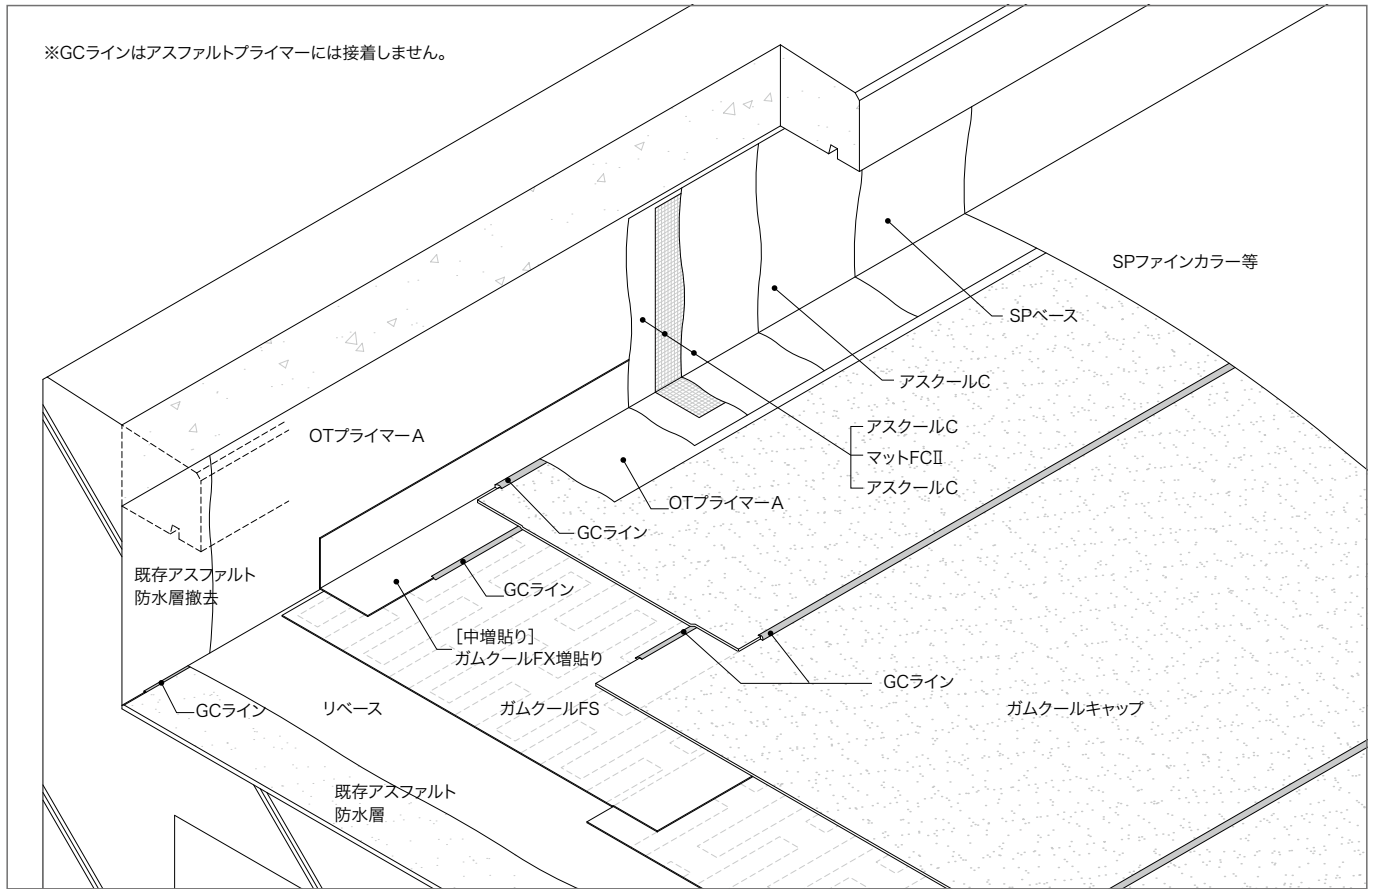 ※GCラインはアスファルトプライマーには接着しません。
SPファインカラー等
SPベース
アスクールC
アスクールC
マットFCⅡ
アスクールC
OTプライマーA
OTプライマーA
GCライン
GCライン
既存アスファルト
防水層撤去
［中増貼り］
ガムクールFX増貼り
GCライン
GCライン
リベース
ガムクールFS
ガムクールキャップ
既存アスファルト
防水層